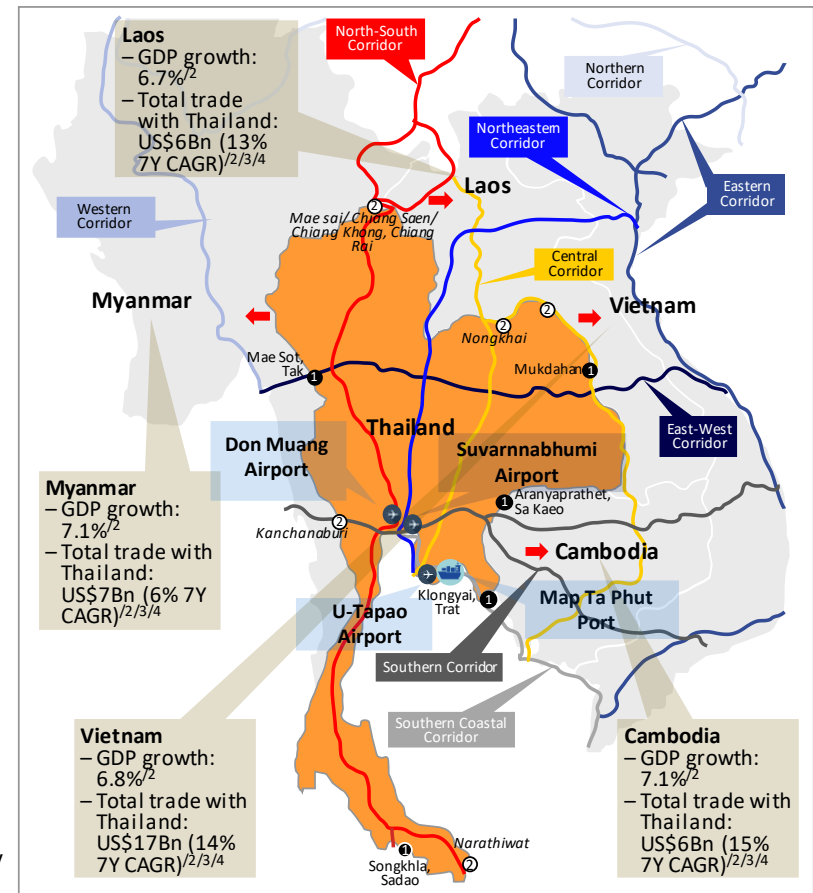 Laos
– GDP growth:
6.7%/2
– Total trade
with Thailand:
US$6Bn (13%
7Y CAGR)/2/3/4
North-South
Corridor
Northern
Corridor
Northeastern
Corridor
Eastern
Corridor
Western
Corridor
Laos
2
Mae sai/ Chiang Saen/
Chiang Khong, Chiang
Rai
Central
Corridor
Myanmar
Vietnam
2
2
Nongkhai
Mae Sot,
Tak
1
Mukdahan
1
East-West
Corridor
Thailand
Don Muang
Airport
Suvarnnabhumi
Airport
1
Aranyaprathet,
Sa Kaeo
Myanmar
– GDP growth:
7.1%/2
– Total trade with
Thailand:
US$7Bn (6% 7Y
CAGR)/2/3/4
2
Kanchanaburi
Cambodia
Klongyai,
Trat
1
U-Tapao
Airport
Map Ta Phut
Port
Southern Corridor
Southern Coastal
Corridor
Vietnam
– GDP growth:
6.8%/2
– Total trade with
Thailand:
US$17Bn (14%
7Y CAGR)/2/3/4
Cambodia
– GDP growth:
7.1%/2
– Total trade with
Thailand:
US$6Bn (15%
7Y CAGR)/2/3/4
1
Songkhla,
Sadao
Narathiwat
2